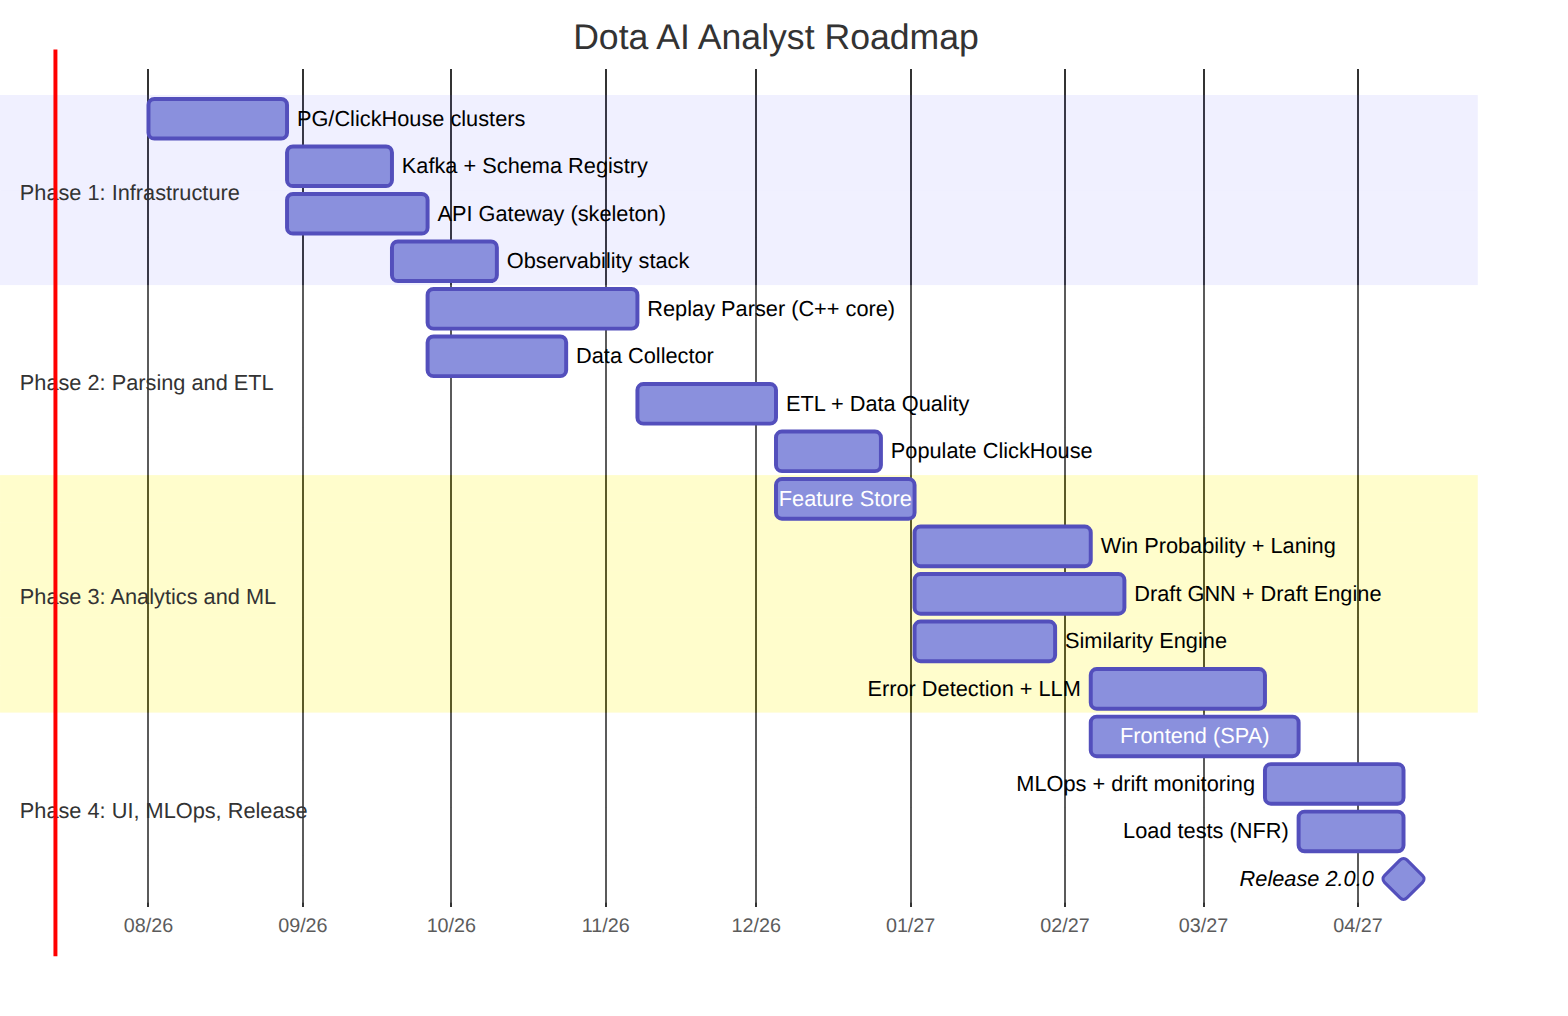 Dota AI Analyst Roadmap
PG/ClickHouse clusters
Kafka + Schema Registry
Phase 1: Infrastructure
API Gateway (skeleton)
Observability stack
Replay Parser (C++ core)
Data Collector
Phase 2: Parsing and ETL
ETL + Data Quality
Populate ClickHouse
Feature Store
Win Probability + Laning
Phase 3: Analytics and ML
Draft GNN + Draft Engine
Similarity Engine
Error Detection + LLM
Frontend (SPA)
MLOps + drift monitoring
Phase 4: UI, MLOps, Release
Load tests (NFR)
Release 2.0.0
08/26 09/26 10/26 11/26 12/26 01/27 02/27 03/27 04/27